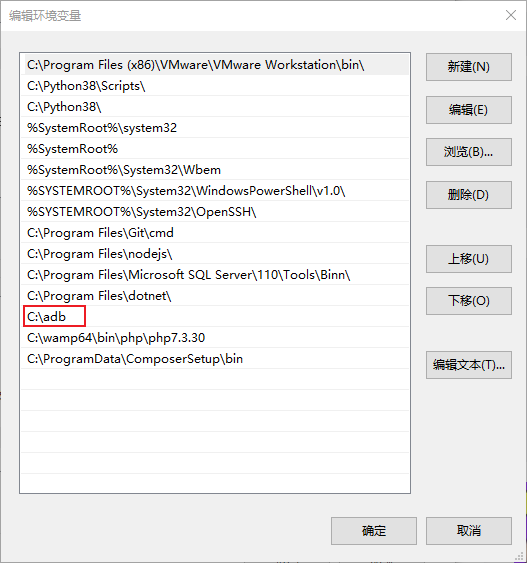 编辑环境变量
C:\Program Files (x86)\VMware\VMware Workstation\bin\
C:\Python38\Scripts\
C:\Python38\
%SystemRoot%\system32
%SystemRoot%
%SystemRoot%\System32\Wbem
%SYSTEMROOT%\System32\WindowsPowerShell\v1.0\
%SYSTEMROOT%\System32\OpenSSH\
C:\Program Files\Git\cmd
C:\Program Files\nodejs\
C:\Program Files\Microsoft SQL Server\110\Tools\Binn\
C:\Program Files\dotnet\
C:\adb
C:\wamp64\bin\php\php7.3.30
C:\ProgramData\ComposerSetup\bin
新建(N)
编辑(E)
浏览(B)...
删除(D)
上移(U)
下移(O)
编辑文本(T)...
确定
取消